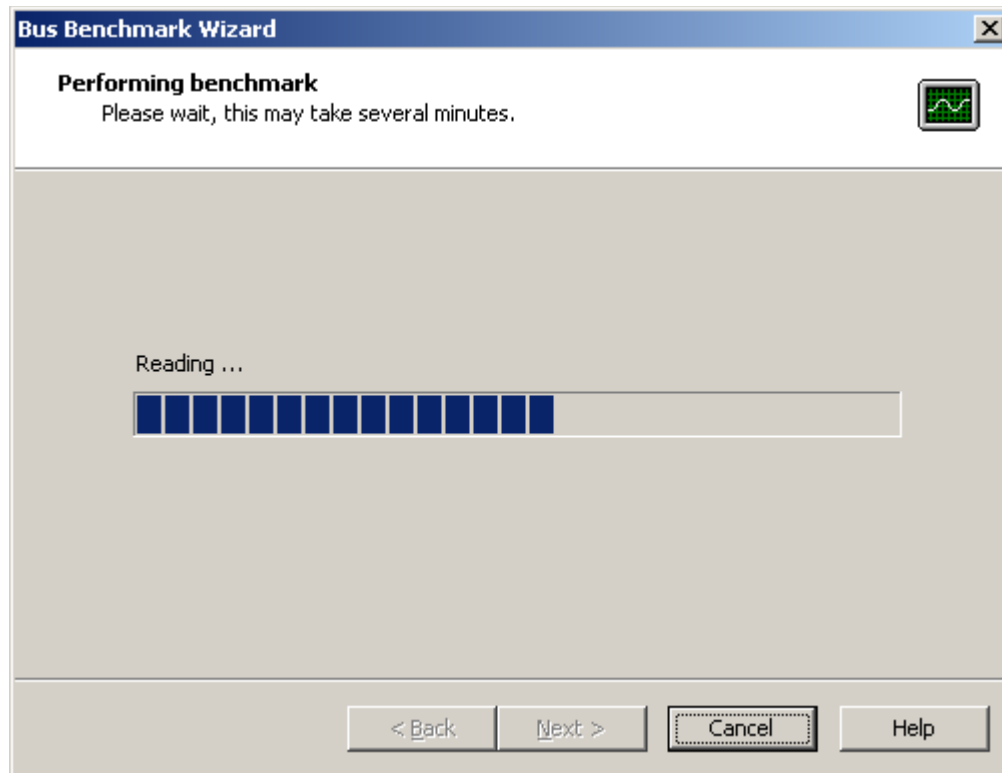 Bus Benchmark Wizard
Performing benchmark
Please wait, this may take several minutes.
Reading ...
< Back
Next >
Cancel
Help